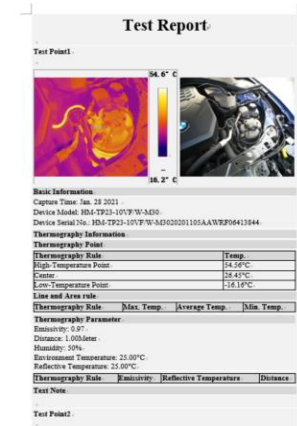 Test Report
Test Point1
54.6° C
16.2° C
Basic Information
Capture Time: Jan. 28 2021
Device Model: HM-TP23-10VF/W-M30
Device Serial No.: HM-TP23-10VF/W-M3020201105AAWRF06413844
Thermography Information
Thermography Point
Thermography Rule Temp.
High-Temperature Point 54.56°C
Center 26.45°C
Low-Temperature Point -16.16°C
Line and Area rule
Thermography Rule Max. Temp. Average Temp. Min. Temp.
Thermography Parameter
Emissivity: 0.97
Distance: 1.00Meter
Humidity: 50%
Environment Temperature: 25.00°C
Reflective Temperature: 25.00°C
Thermography Rule Emissivity Reflective Temperature Distance
Text Note
Test Point2